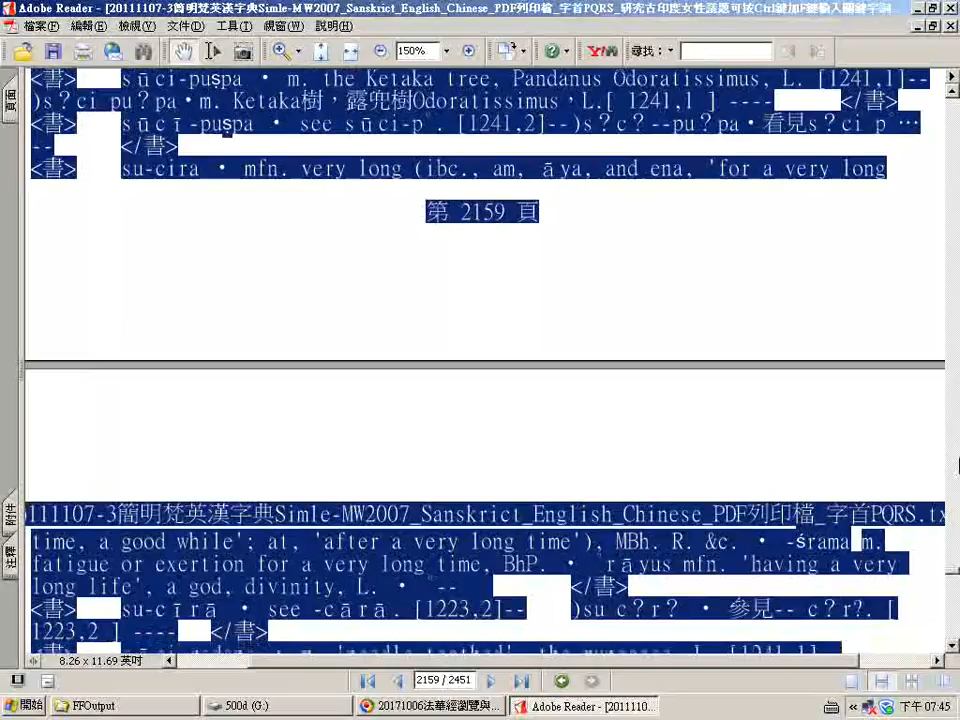 Adobe Reader - [20111107-3簡明梵英漢字典Simle-MW2007_Sanskrict_English_Chinese_PDF列印檔_字首PQRS_研究古印度女性議題可按Ctrl鍵加F鍵輸入關鍵字詞
檔案(F) 編輯(E) 檢視(V) 文件(D) 工具(T) 視窗(W) 說明(H)
150% Y! 尋找:
頁面
<書> sūci-puṣpa • m. the Ketaka tree, Pandanus Odoratissimus, L. [1241,1]--
)s?ci pu?pa•m. Ketaka樹，露兜樹Odoratissimus，L.[ 1241,1 ] ---- </書>
<書> sūcī-puṣpa • see sūci-p°. [1241,2]--)s?c?--pu?pa•看見s?ci p°…
-- </書>
<書> su-cira • mfn. very long (ibc., am, āya, and ena, 'for a very long
第 2159 頁
附件
注釋
0111107-3簡明梵英漢字典Simle-MW2007_Sanskrict_English_Chinese_PDF列印檔_字首PQRS.tx
time, a good while'; at, 'after a very long time'), MBh. R. &c. • -śrama m.
fatigue or exertion for a very long time, BhP. • rāyus mfn. 'having a very
long life', a god, divinity, L. • -- </書>
<書> su-cīrā • see -cārā. [1223,2]-- )su c?r? • 參見-- c?r?. [
1223,2 ] ---- </書>
8.26 x 11.69 英吋
2159 / 2451
開始 FFOutput 500d (G:) 20171006法華經瀏覽與... Adobe Reader - [2011110... « 下午 07:45